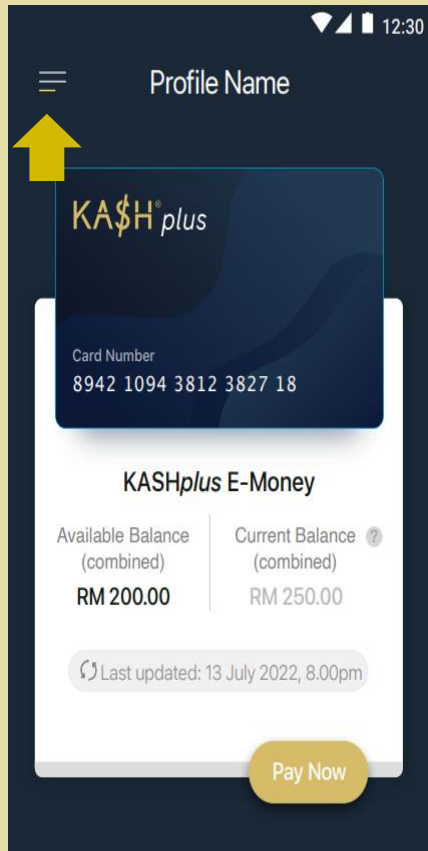 12:30
Profile Name
KA$H® plus
Card Number
8942 1094 3812 3827 18
KASHplus E-Money
Available Balance
(combined)
RM 200.00
Current Balance ?
(combined)
RM 250.00
Last updated: 13 July 2022, 8.00pm
Pay Now